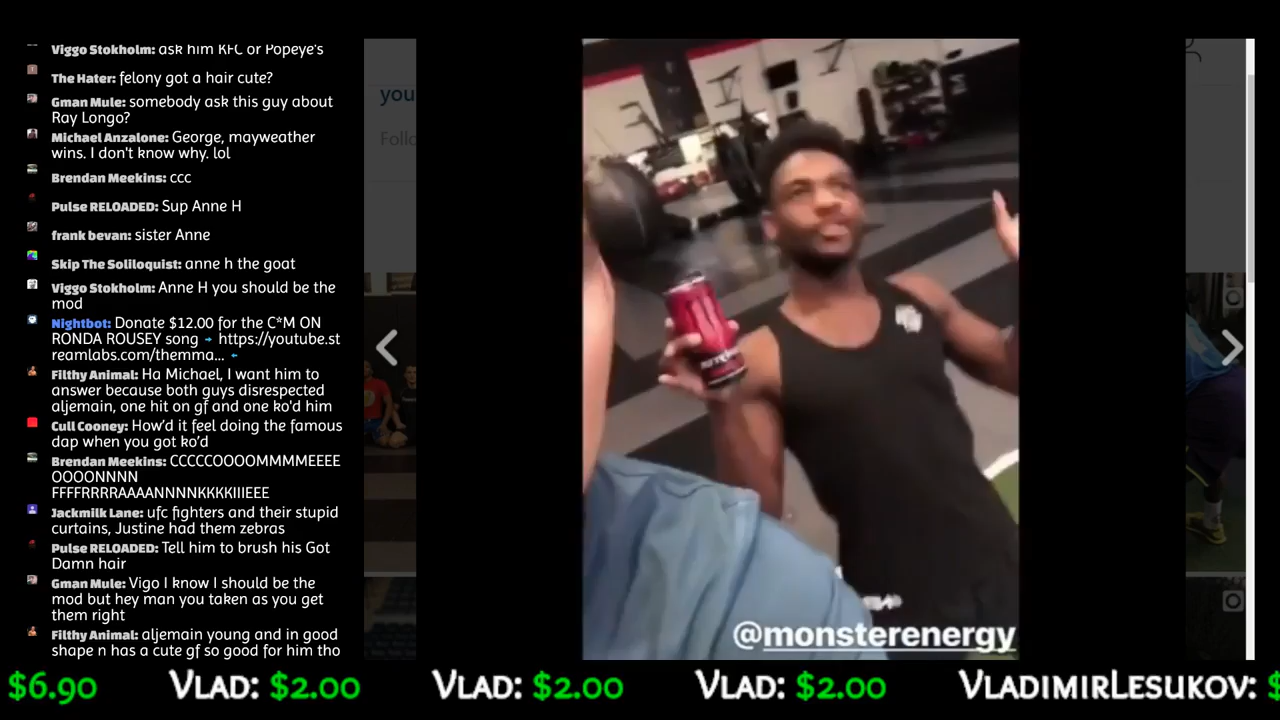 Viggo Stokholm: ask him KFC or Popeye's
The Hater: felony got a hair cute?
Gman Mule: somebody ask this guy about
Ray Longo?
Michael Anzalone: George, mayweather
wins. I don't know why. lol
Brendan Meekins: ccc
Pulse RELOADED: Sup Anne H
frank bevan: sister Anne
Skip The Soliloquist: anne h the goat
Viggo Stokholm: Anne H you should be the
mod
Nightbot: Donate $12.00 for the C*M ON
RONDA ROUSEY song → https://youtube.st
reamlabs.com/themma... ←
Filthy Animal: Ha Michael, I want him to
answer because both guys disrespected
aljemain, one hit on gf and one ko'd him
Cull Cooney: How'd it feel doing the famous
dap when you got ko'd
Brendan Meekins: CCCCCOOOOMMMMEEEE
OOOONNNN
FFFFRRRRAAAANNNNKKKKIIIEEE
Jackmilk Lane: ufc fighters and their stupid
curtains, Justine had them zebras
Pulse RELOADED: Tell him to brush his Got
Damn hair
Gman Mule: Vigo I know I should be the
mod but hey man you taken as you get
them right
Filthy Animal: aljemain young and in good
shape n has a cute gf so good for him tho
you
Follo
@monsterenergy
$6.90 Vlad: $2.00 Vlad: $2.00 Vlad: $2.00 VladimirLesukov: $